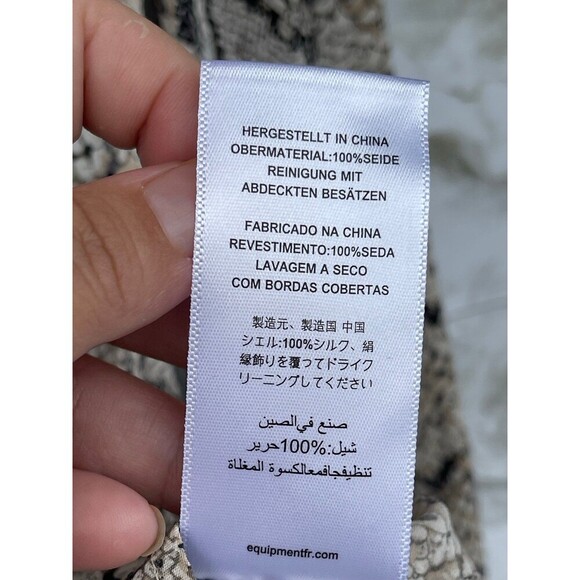 HERGESTELLT IN CHINA
OBERMATERIAL:100%SEIDE
REINIGUNG MIT
ABDECKTEN BESÄTZEN
FABRICADO NA CHINA
REVESTIMENTO:100%SEDA
LAVAGEM A SECO
COM BORDAS COBERTAS
製造元、製造国 中国
シェル:100%シルク、絹
縁飾りを覆ってドライク
リーニングしてください
صنع في الصين
شيل:100%حرير
تنظيفجافمعالكسوة المغلاة
equipmentfr.com